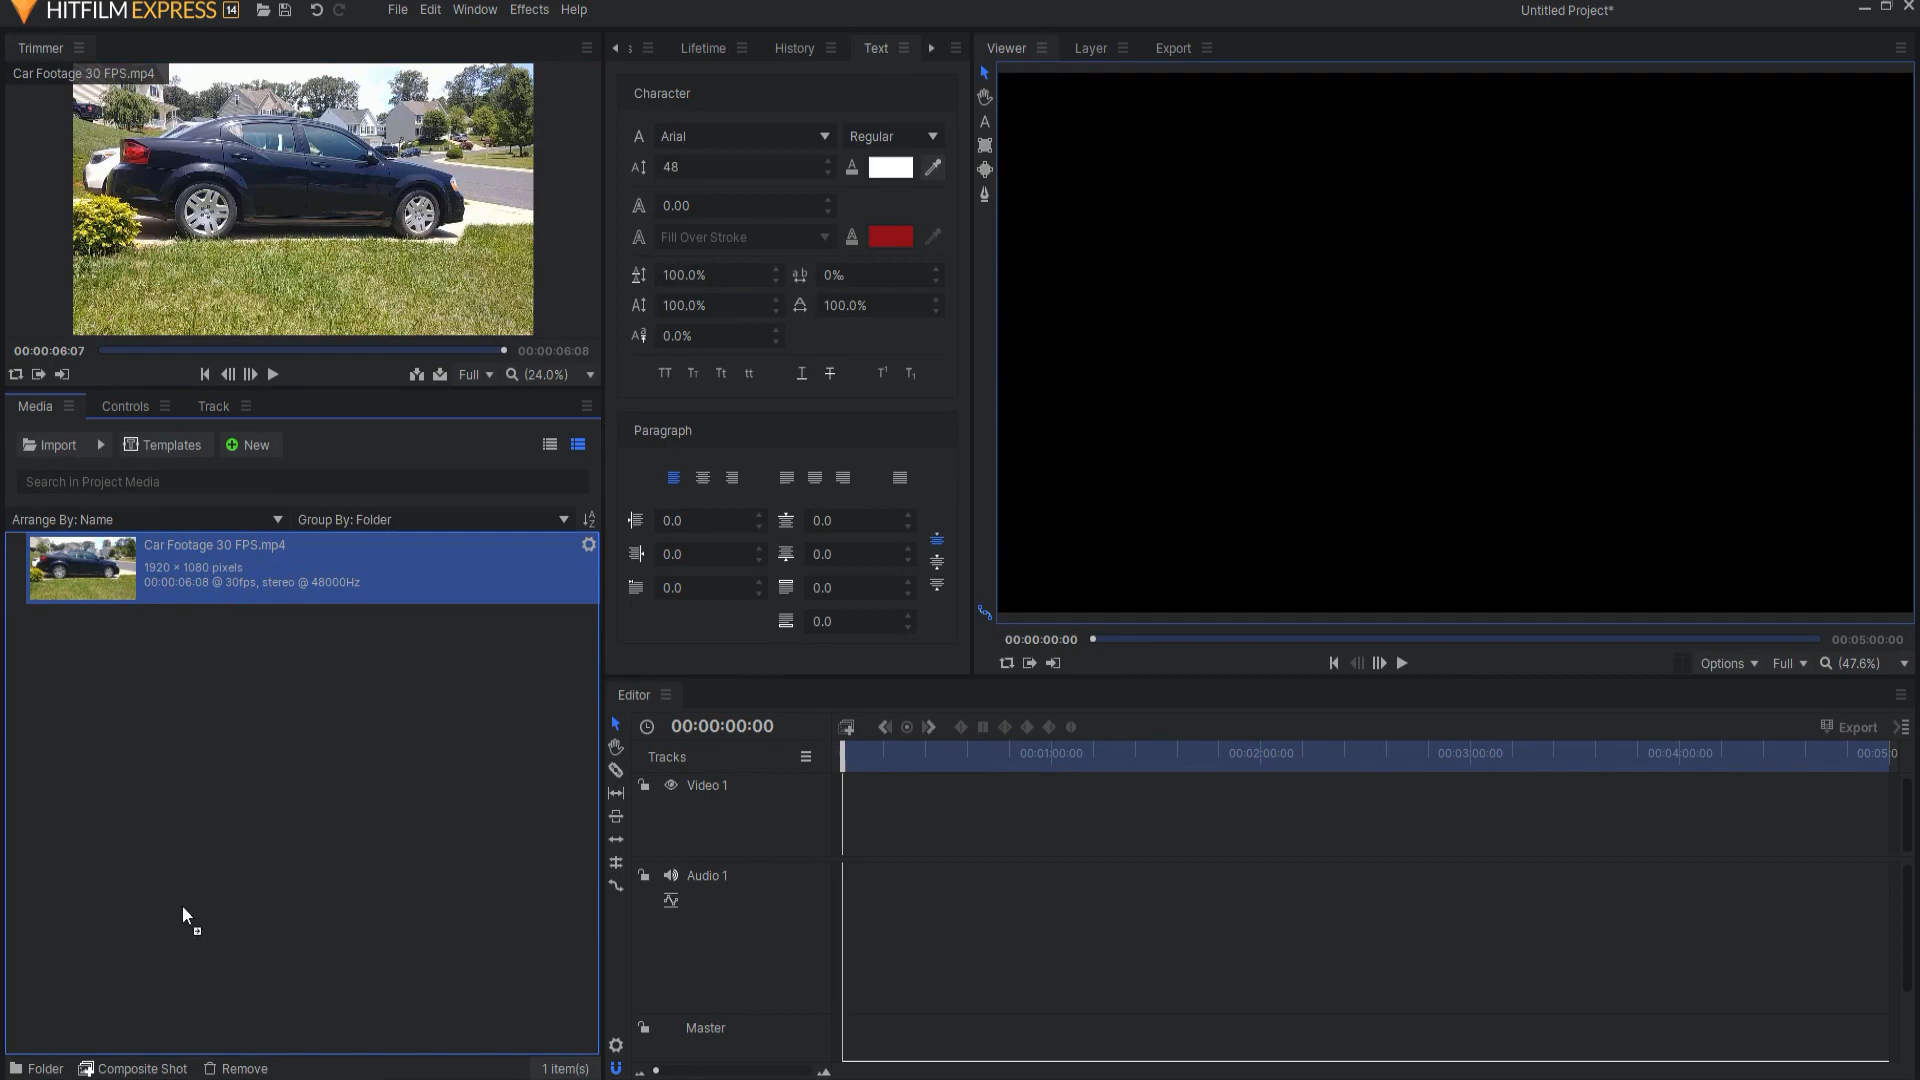 HITFILM EXPRESS 14
File Edit Window Effects Help
Untitled Project*
Trimmer
Car Footage 30 FPS.mp4
00:00:06:07
00:00:06:08
Full
(24.0%)
Media Controls Track
Import
Templates
New
Search in Project Media
Arrange By: Name
Group By: Folder
Car Footage 30 FPS.mp4
1920 × 1080 pixels
00:00:06:08 @ 30fps, stereo @ 48000Hz
Folder
Composite Shot
Remove
1 item(s)
s Lifetime History Text
Character
Arial
Regular
48
0.00
Fill Over Stroke
100.0%
0‰
100.0%
100.0%
0.0%
Paragraph
0.0
0.0
0.0
0.0
0.0
0.0
0.0
Viewer Layer Export
00:00:00:00
00:05:00:00
Options
Full
(47.6%)
Editor
00:00:00:00
Export
Tracks
00:01:00:00
00:02:00:00
00:03:00:00
00:04:00:00
00:05:0
Video 1
Audio 1
Master